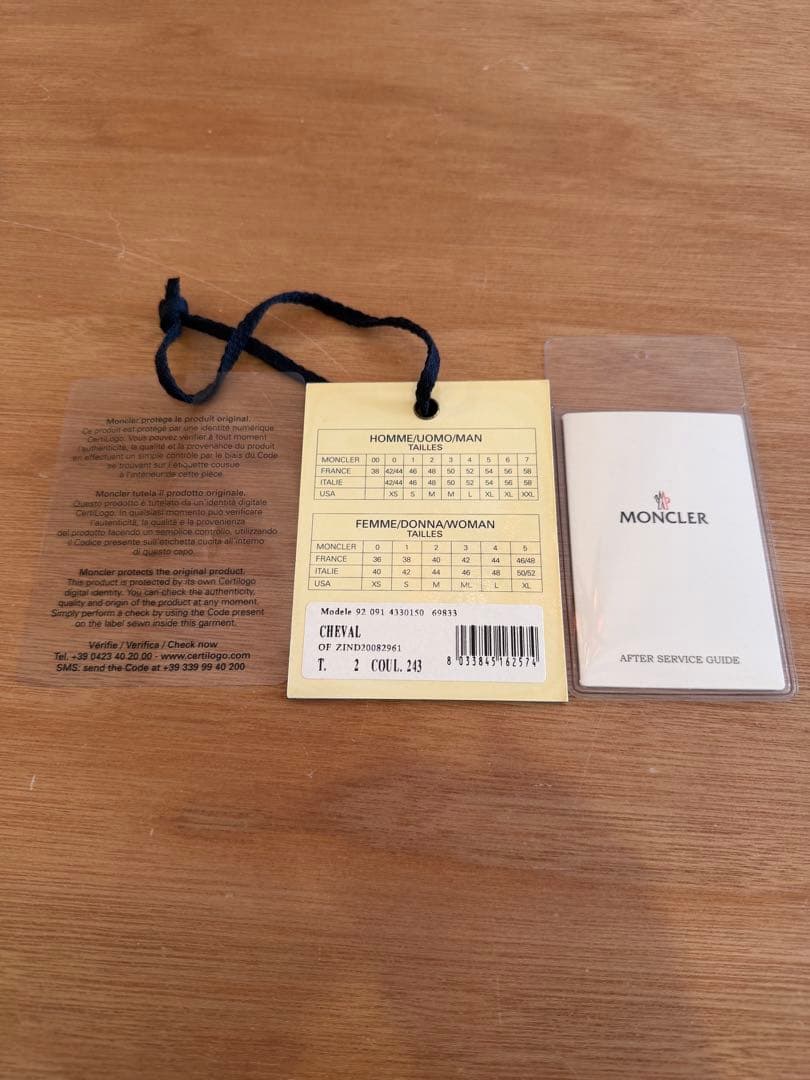 Moncler protège le produit original.
Ce produit est protégé par une identité numérique
CertiLogo. Vous pouvez vérifier à tout moment
l'authenticité, la qualité et la provenance du produit
en effectuant un simple contrôle par le biais du Code
se trouvant sur l'étiquette cousue
à l'intérieur de cette pièce.
Moncler tutela il prodotto originale.
Questo prodotto è tutelato da un'identità digitale
CertiLogo. In qualsiasi momento può verificare
l'autenticità, la qualità e la provenienza
del prodotto facendo un semplice controllo, utilizzando
il Codice presente sull'etichetta cucita all'interno
di questo capo.
Moncler protects the original product.
This product is protected by its own Certilogo
digital identity. You can check the authenticity,
quality and origin of the product at any moment.
Simply perform a check by using the Code present
on the label sewn inside this garment.
Vérifie / Verifica / Check now
Tel. +39 0423 40 20 00 - www.certilogo.com
SMS: send the Code at +39 339 99 40 200
HOMME/UOMO/MAN
TAILLES
MONCLER 00 0 1 2 3 4 5 6 7
FRANCE 38 42/44 46 48 50 52 54 56 58
ITALIE 42/44 46 48 50 52 54 56 58
USA XS S M M L XL XL XXL
FEMME/DONNA/WOMAN
TAILLES
MONCLER 0 1 2 3 4 5
FRANCE 36 38 40 42 44 46/48
ITALIE 40 42 44 46 48 50/52
USA XS S M ML L XL
Modele 92 091 4330150 69833
CHEVAL
OF ZIND20082961
T. 2 COUL. 243
8 033845 162574
MONCLER
AFTER SERVICE GUIDE